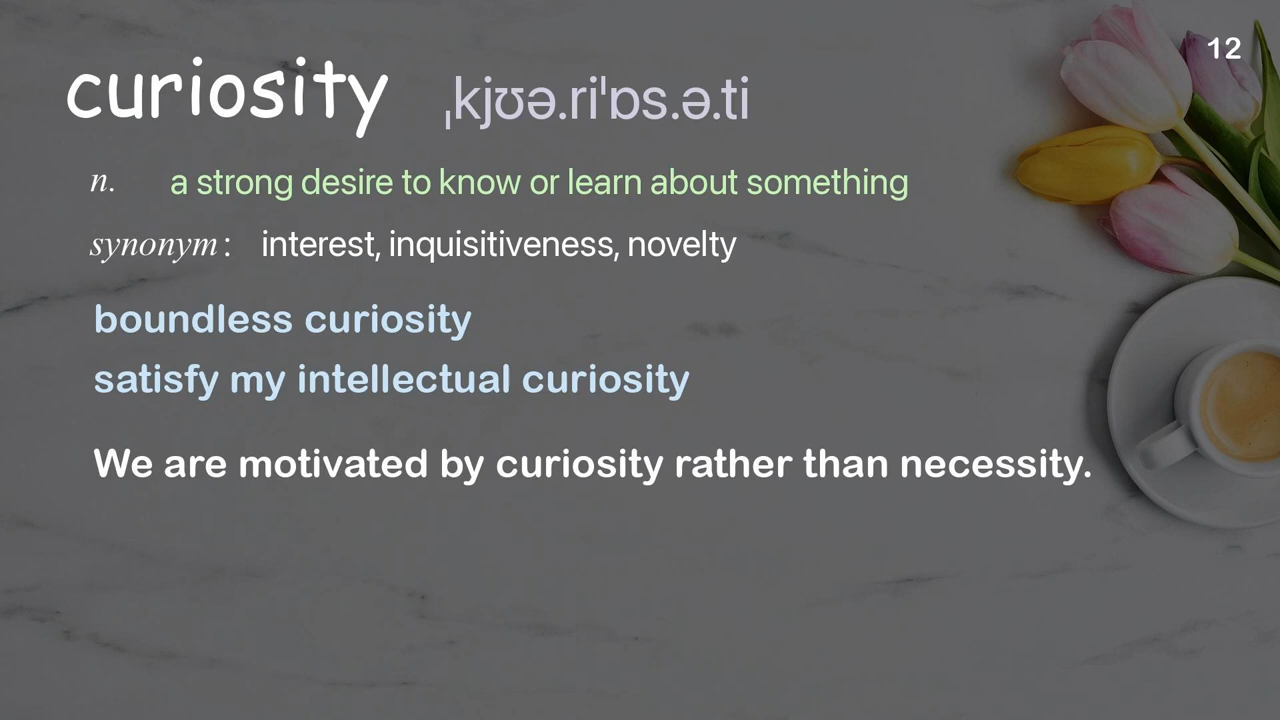 12
curiosity ˌkjʊə.riˈɒs.ə.ti
n. a strong desire to know or learn about something
synonym: interest, inquisitiveness, novelty
boundless curiosity
satisfy my intellectual curiosity
We are motivated by curiosity rather than necessity.